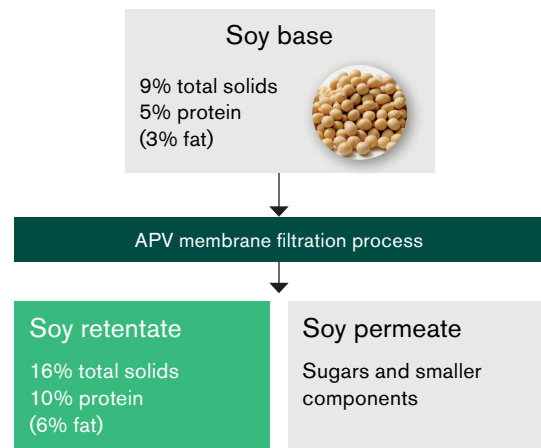 Soy base
9% total solids
5% protein
(3% fat)
APV membrane filtration process
Soy retentate
16% total solids
10% protein
(6% fat)
Soy permeate
Sugars and smaller
components